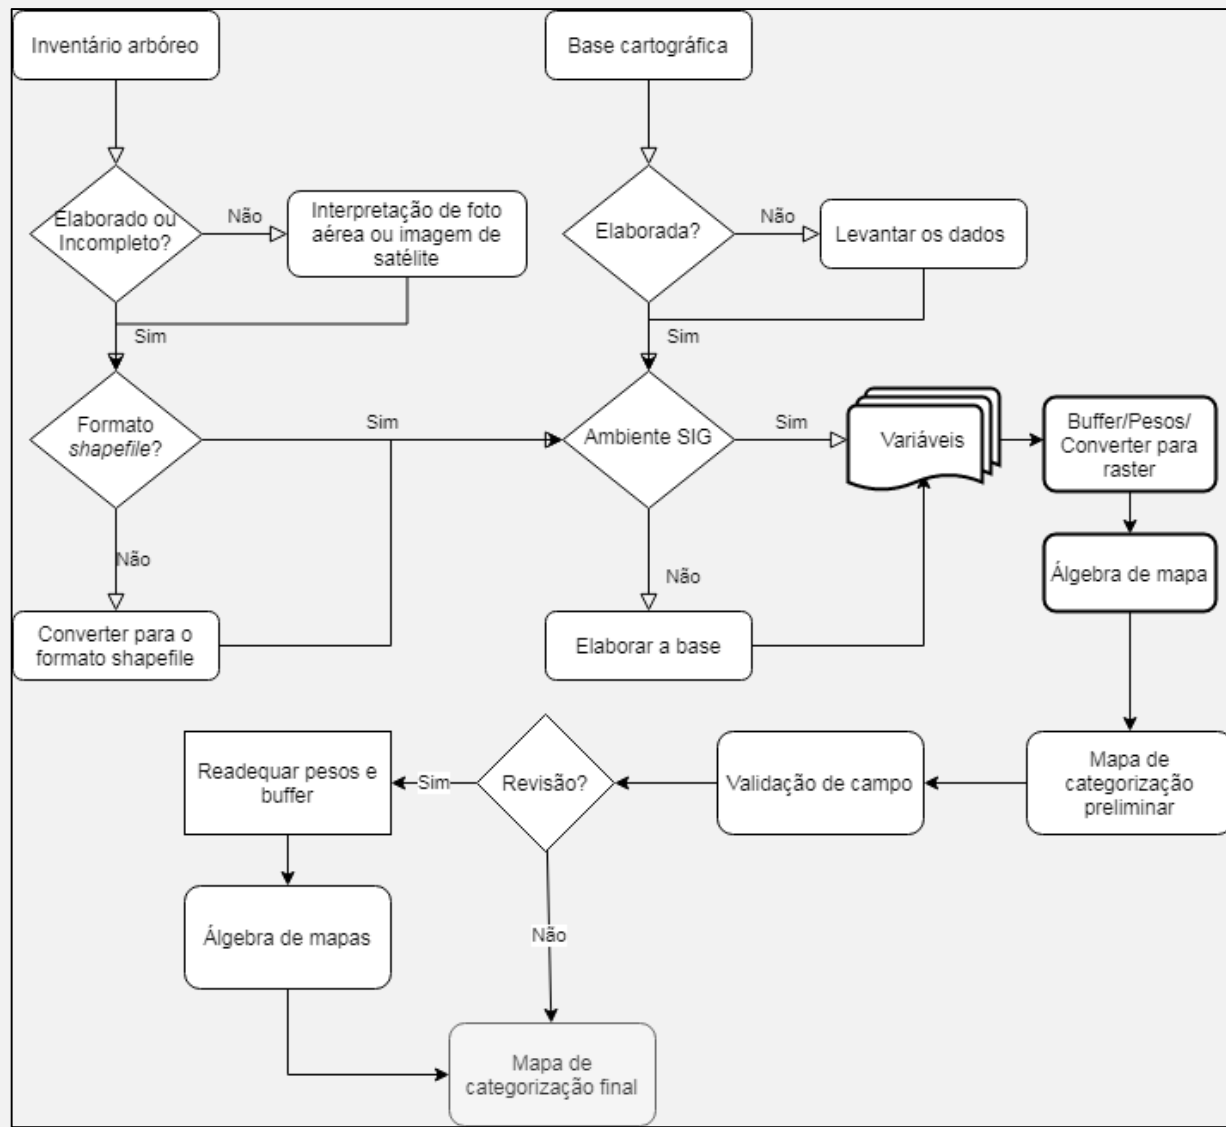 Inventário arbóreo
Base cartográfica
Elaborado ou
Incompleto?
Não
Interpretação de foto
aérea ou imagem de
satélite
Elaborada?
Não
Levantar os dados
Sim
Sim
Formato
shapefile?
Sim
Ambiente SIG
Sim
Variáveis
Buffer/Pesos/
Converter para
raster
Não
Não
Álgebra de mapa
Converter para o
formato shapefile
Elaborar a base
Readequar pesos e
buffer
Sim
Revisão?
Validação de campo
Mapa de
categorização
preliminar
Álgebra de mapas
Não
Mapa de
categorização final